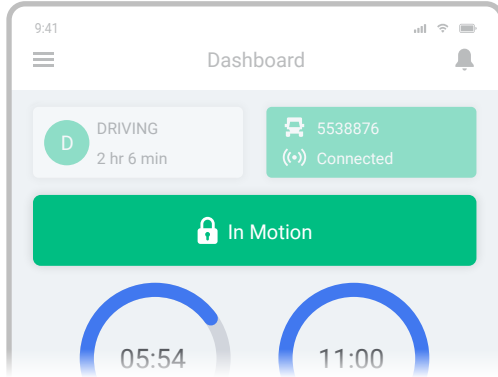 9:41
Dashboard
D
DRIVING
2 hr 6 min
5538876
Connected
In Motion
05:54
11:00